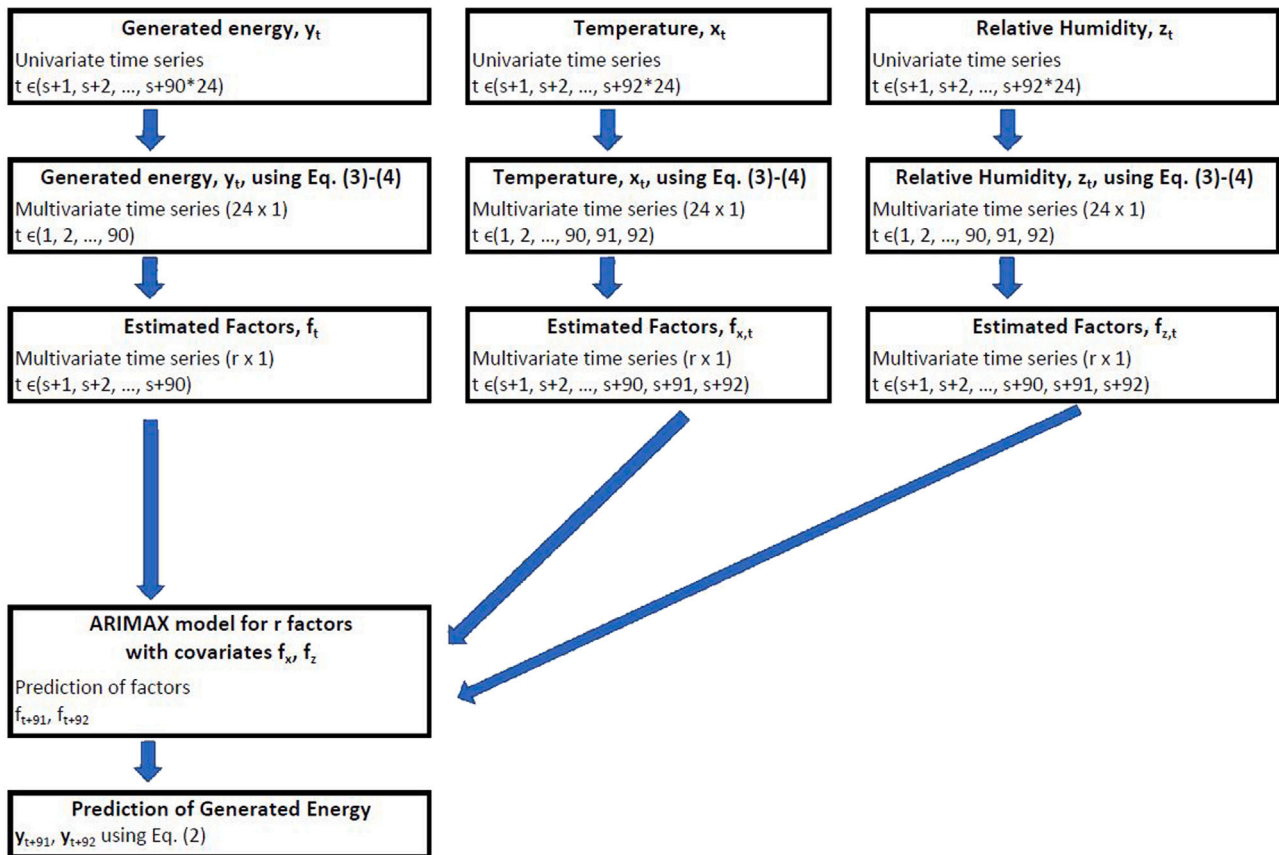 Generated energy, yt
Univariate time series
t ϵ(s+1, s+2, ..., s+90*24)
Temperature, xt
Univariate time series
t ϵ(s+1, s+2, ..., s+92*24)
Relative Humidity, zt
Univariate time series
t ϵ(s+1, s+2, ..., s+92*24)
Generated energy, yt, using Eq. (3)-(4)
Multivariate time series (24 x 1)
t ϵ(1, 2, ..., 90)
Temperature, xt, using Eq. (3)-(4)
Multivariate time series (24 x 1)
t ϵ(1, 2, ..., 90, 91, 92)
Relative Humidity, zt, using Eq. (3)-(4)
Multivariate time series (24 x 1)
t ϵ(1, 2, ..., 90, 91, 92)
Estimated Factors, ft
Multivariate time series (r x 1)
t ϵ(s+1, s+2, ..., s+90)
Estimated Factors, fx,t
Multivariate time series (r x 1)
t ϵ(s+1, s+2, ..., s+90, s+91, s+92)
Estimated Factors, fz,t
Multivariate time series (r x 1)
t ϵ(s+1, s+2, ..., s+90, s+91, s+92)
ARIMAX model for r factors
with covariates fx, fz
Prediction of factors
ft+91, ft+92
Prediction of Generated Energy
yt+91, yt+92 using Eq. (2)